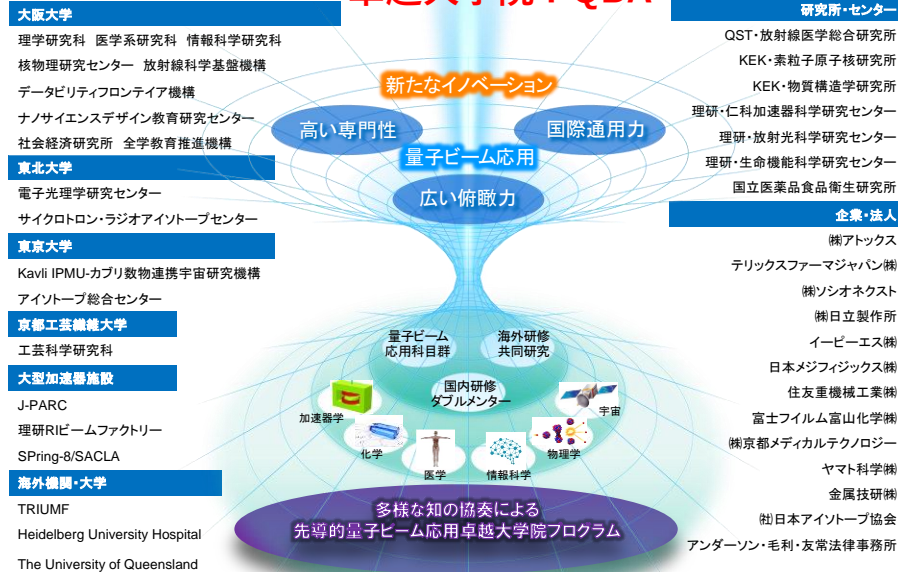 卓越大学院：QBA
大阪大学
理学研究科 医学系研究科 情報科学研究科
核物理研究センター 放射線科学基盤機構
データビリティフロンテイア機構
ナノサイエンスデザイン教育研究センター
社会経済研究所 全学教育推進機構
東北大学
電子光理学研究センター
サイクロトロン・ラジオアイソトープセンター
東京大学
Kavli IPMU-カブリ数物連携宇宙研究機構
アイソトープ総合センター
京都工芸繊維大学
工芸科学研究科
大型加速器施設
J-PARC
理研RIビームファクトリー
SPring-8/SACLA
海外機関・大学
TRIUMF
Heidelberg University Hospital
The University of Queensland
新たなイノベーション
高い専門性
国際通用力
量子ビーム応用
広い俯瞰力
量子ビーム
応用科目群
海外研修
共同研究
国内研修
ダブルメンター
加速器学
化学
医学
情報科学
物理学
宇宙
多様な知の協奏による
先導的量子ビーム応用卓越大学院プログラム
研究所・センター
QST・放射線医学総合研究所
KEK・素粒子原子核研究所
KEK・物質構造学研究所
理研・仁科加速器科学研究センター
理研・放射光科学研究センター
理研・生命機能科学研究センター
国立医薬品食品衛生研究所
企業・法人
㈱アトックス
テリックスファーマジャパン㈱
㈱ソシオネクスト
㈱日立製作所
イーピーエス㈱
日本メジフィジックス㈱
住友重機械工業㈱
富士フイルム富山化学㈱
㈱京都メディカルテクノロジー
ヤマト科学㈱
金属技研㈱
㈳日本アイソトープ協会
アンダーソン・毛利・友常法律事務所